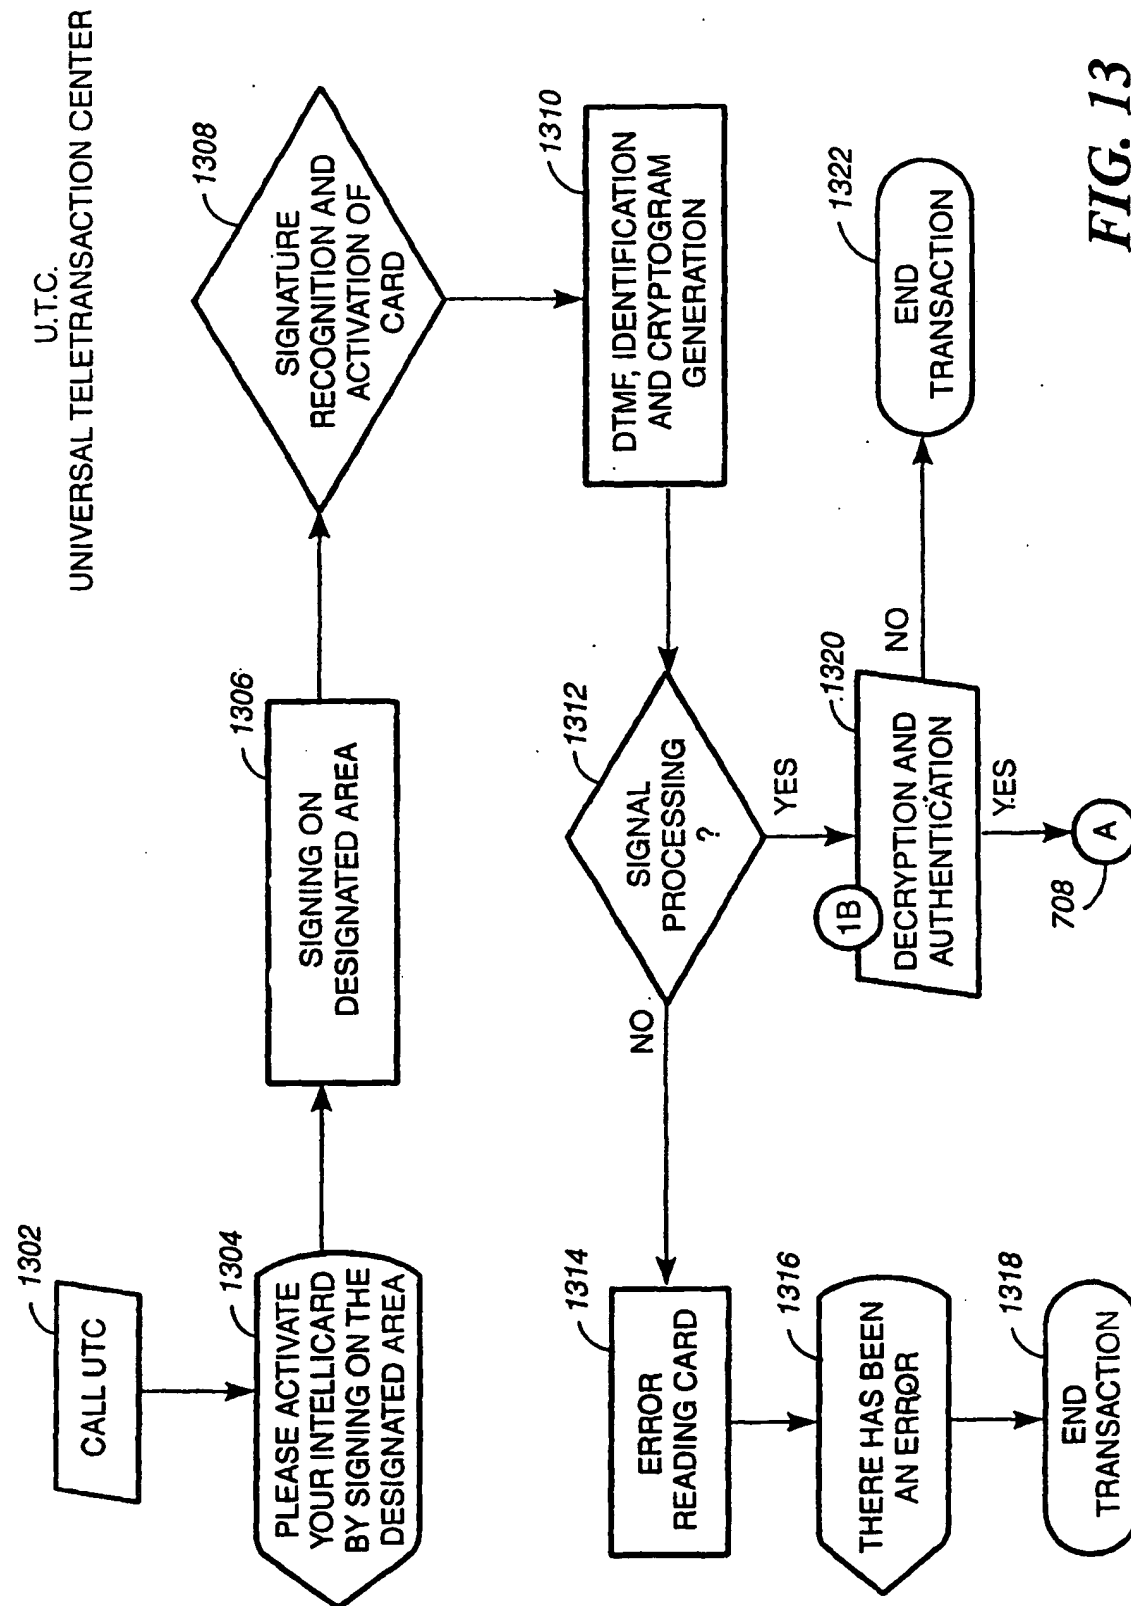 U.T.C.
UNIVERSAL TELETRANSACTION CENTER
1302
CALL UTC
1304
PLEASE ACTIVATE
YOUR INTELLICARD
BY SIGNING ON THE
DESIGNATED AREA
1306
SIGNING ON
DESIGNATED AREA
1308
SIGNATURE
RECOGNITION AND
ACTIVATION OF
CARD
1310
DTMF, IDENTIFICATION
AND CRYPTOGRAM
GENERATION
1312
SIGNAL
PROCESSING
?
NO
YES
1314
ERROR
READING CARD
1316
THERE HAS BEEN
AN ERROR
1318
END
TRANSACTION
1B
1320
DECRYPTION AND
AUTHENTICATION
NO
YES
1322
END
TRANSACTION
A
708
FIG. 13